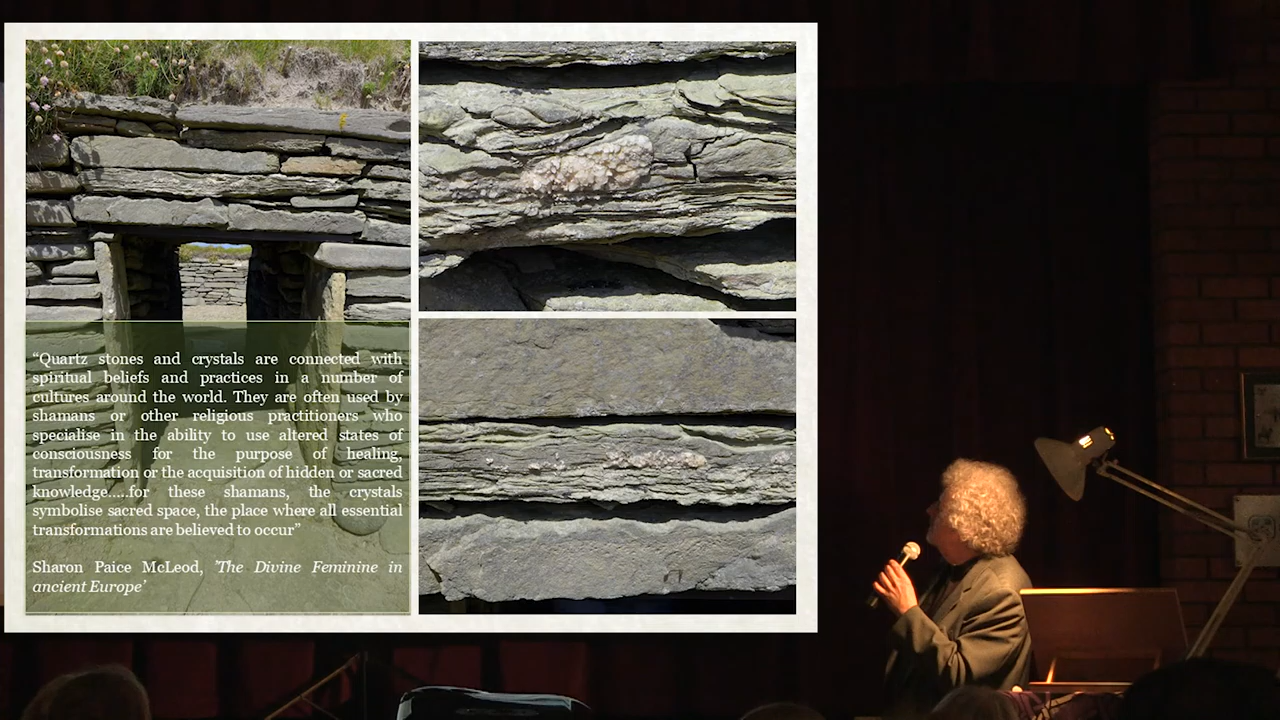 “Quartz stones and crystals are connected with
spiritual beliefs and practices in a number of
cultures around the world. They are often used by
shamans or other religious practitioners who
specialise in the ability to use altered states of
consciousness for the purpose of healing,
transformation or the acquisition of hidden or sacred
knowledge.....for these shamans, the crystals
symbolise sacred space, the place where all essential
transformations are believed to occur”
Sharon Paice McLeod, ’The Divine Feminine in
ancient Europe’